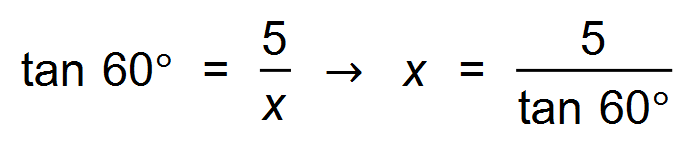 tan 60° = 5/x → x = 5/tan 60°